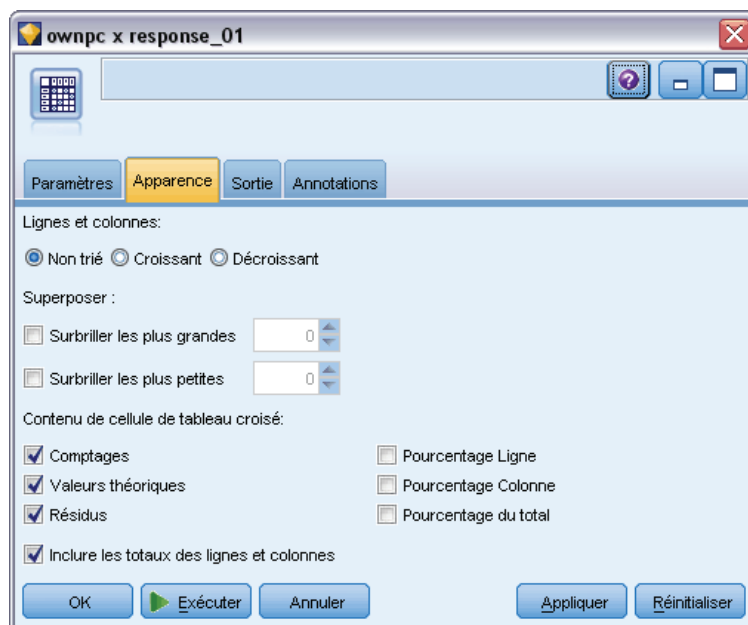 ownpc x response_01
Paramètres Apparence Sortie Annotations
Lignes et colonnes:
Non trié Croissant Décroissant
Superposer :
Surbriller les plus grandes 0
Surbriller les plus petites 0
Contenu de cellule de tableau croisé:
Comptages Pourcentage Ligne
Valeurs théoriques Pourcentage Colonne
Résidus Pourcentage du total
Inclure les totaux des lignes et colonnes
OK Exécuter Annuler Appliquer Réinitialiser